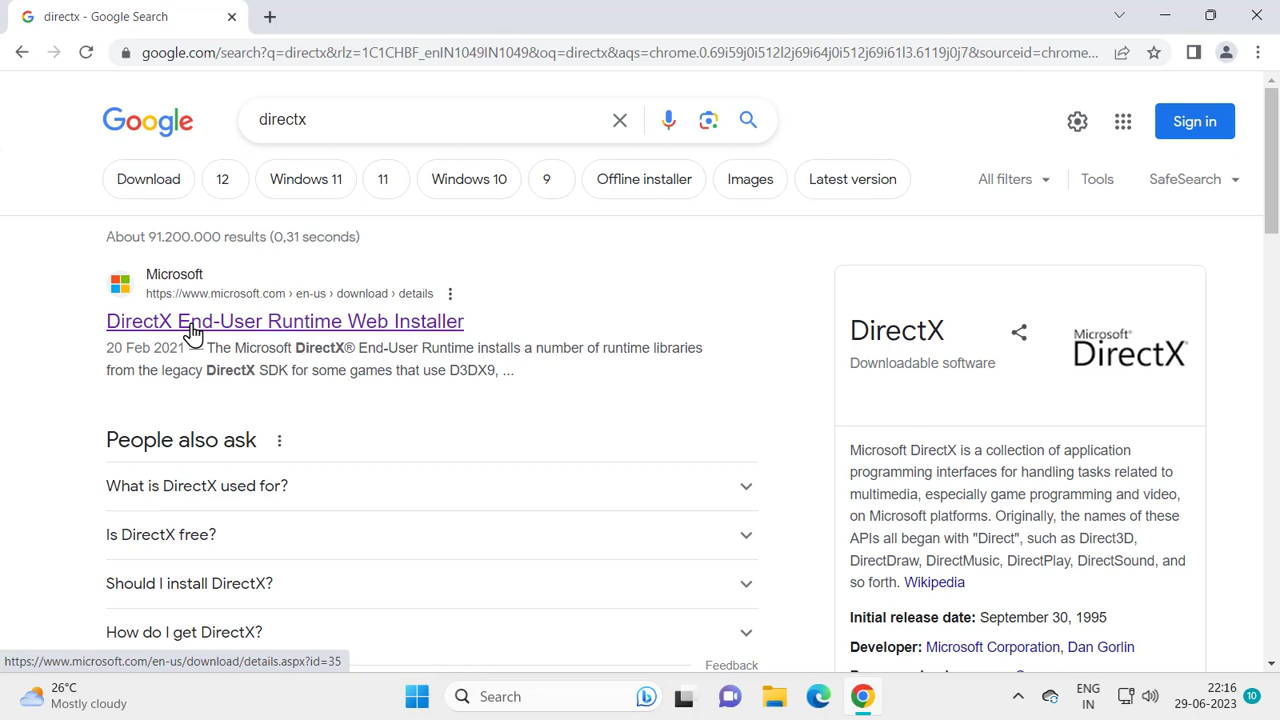 directx - Google Search
google.com/search?q=directx&rlz=1C1CHBF_enIN1049IN1049&oq=directx&aqs=chrome.0.69i59j0i512l2j69i64j0i512j69i61l3.6119j0j7&sourceid=chrome...
Google
directx
Sign in
Download
12
Windows 11
11
Windows 10
9
Offline installer
Images
Latest version
All filters
Tools
SafeSearch
About 91.200.000 results (0,31 seconds)
Microsoft
https://www.microsoft.com › en-us › download › details
DirectX End-User Runtime Web Installer
20 Feb 2021 — The Microsoft DirectX® End-User Runtime installs a number of runtime libraries
from the legacy DirectX SDK for some games that use D3DX9, ...
People also ask
What is DirectX used for?
Is DirectX free?
Should I install DirectX?
How do I get DirectX?
Feedback
DirectX
Downloadable software
Microsoft®
DirectX
Microsoft DirectX is a collection of application
programming interfaces for handling tasks related to
multimedia, especially game programming and video,
on Microsoft platforms. Originally, the names of these
APIs all began with "Direct", such as Direct3D,
DirectDraw, DirectMusic, DirectPlay, DirectSound, and
so forth. Wikipedia
Initial release date: September 30, 1995
Developer: Microsoft Corporation, Dan Gorlin
https://www.microsoft.com/en-us/download/details.aspx?id=35
26°C
Mostly cloudy
Search
ENG
IN
22:16
29-06-2023
10